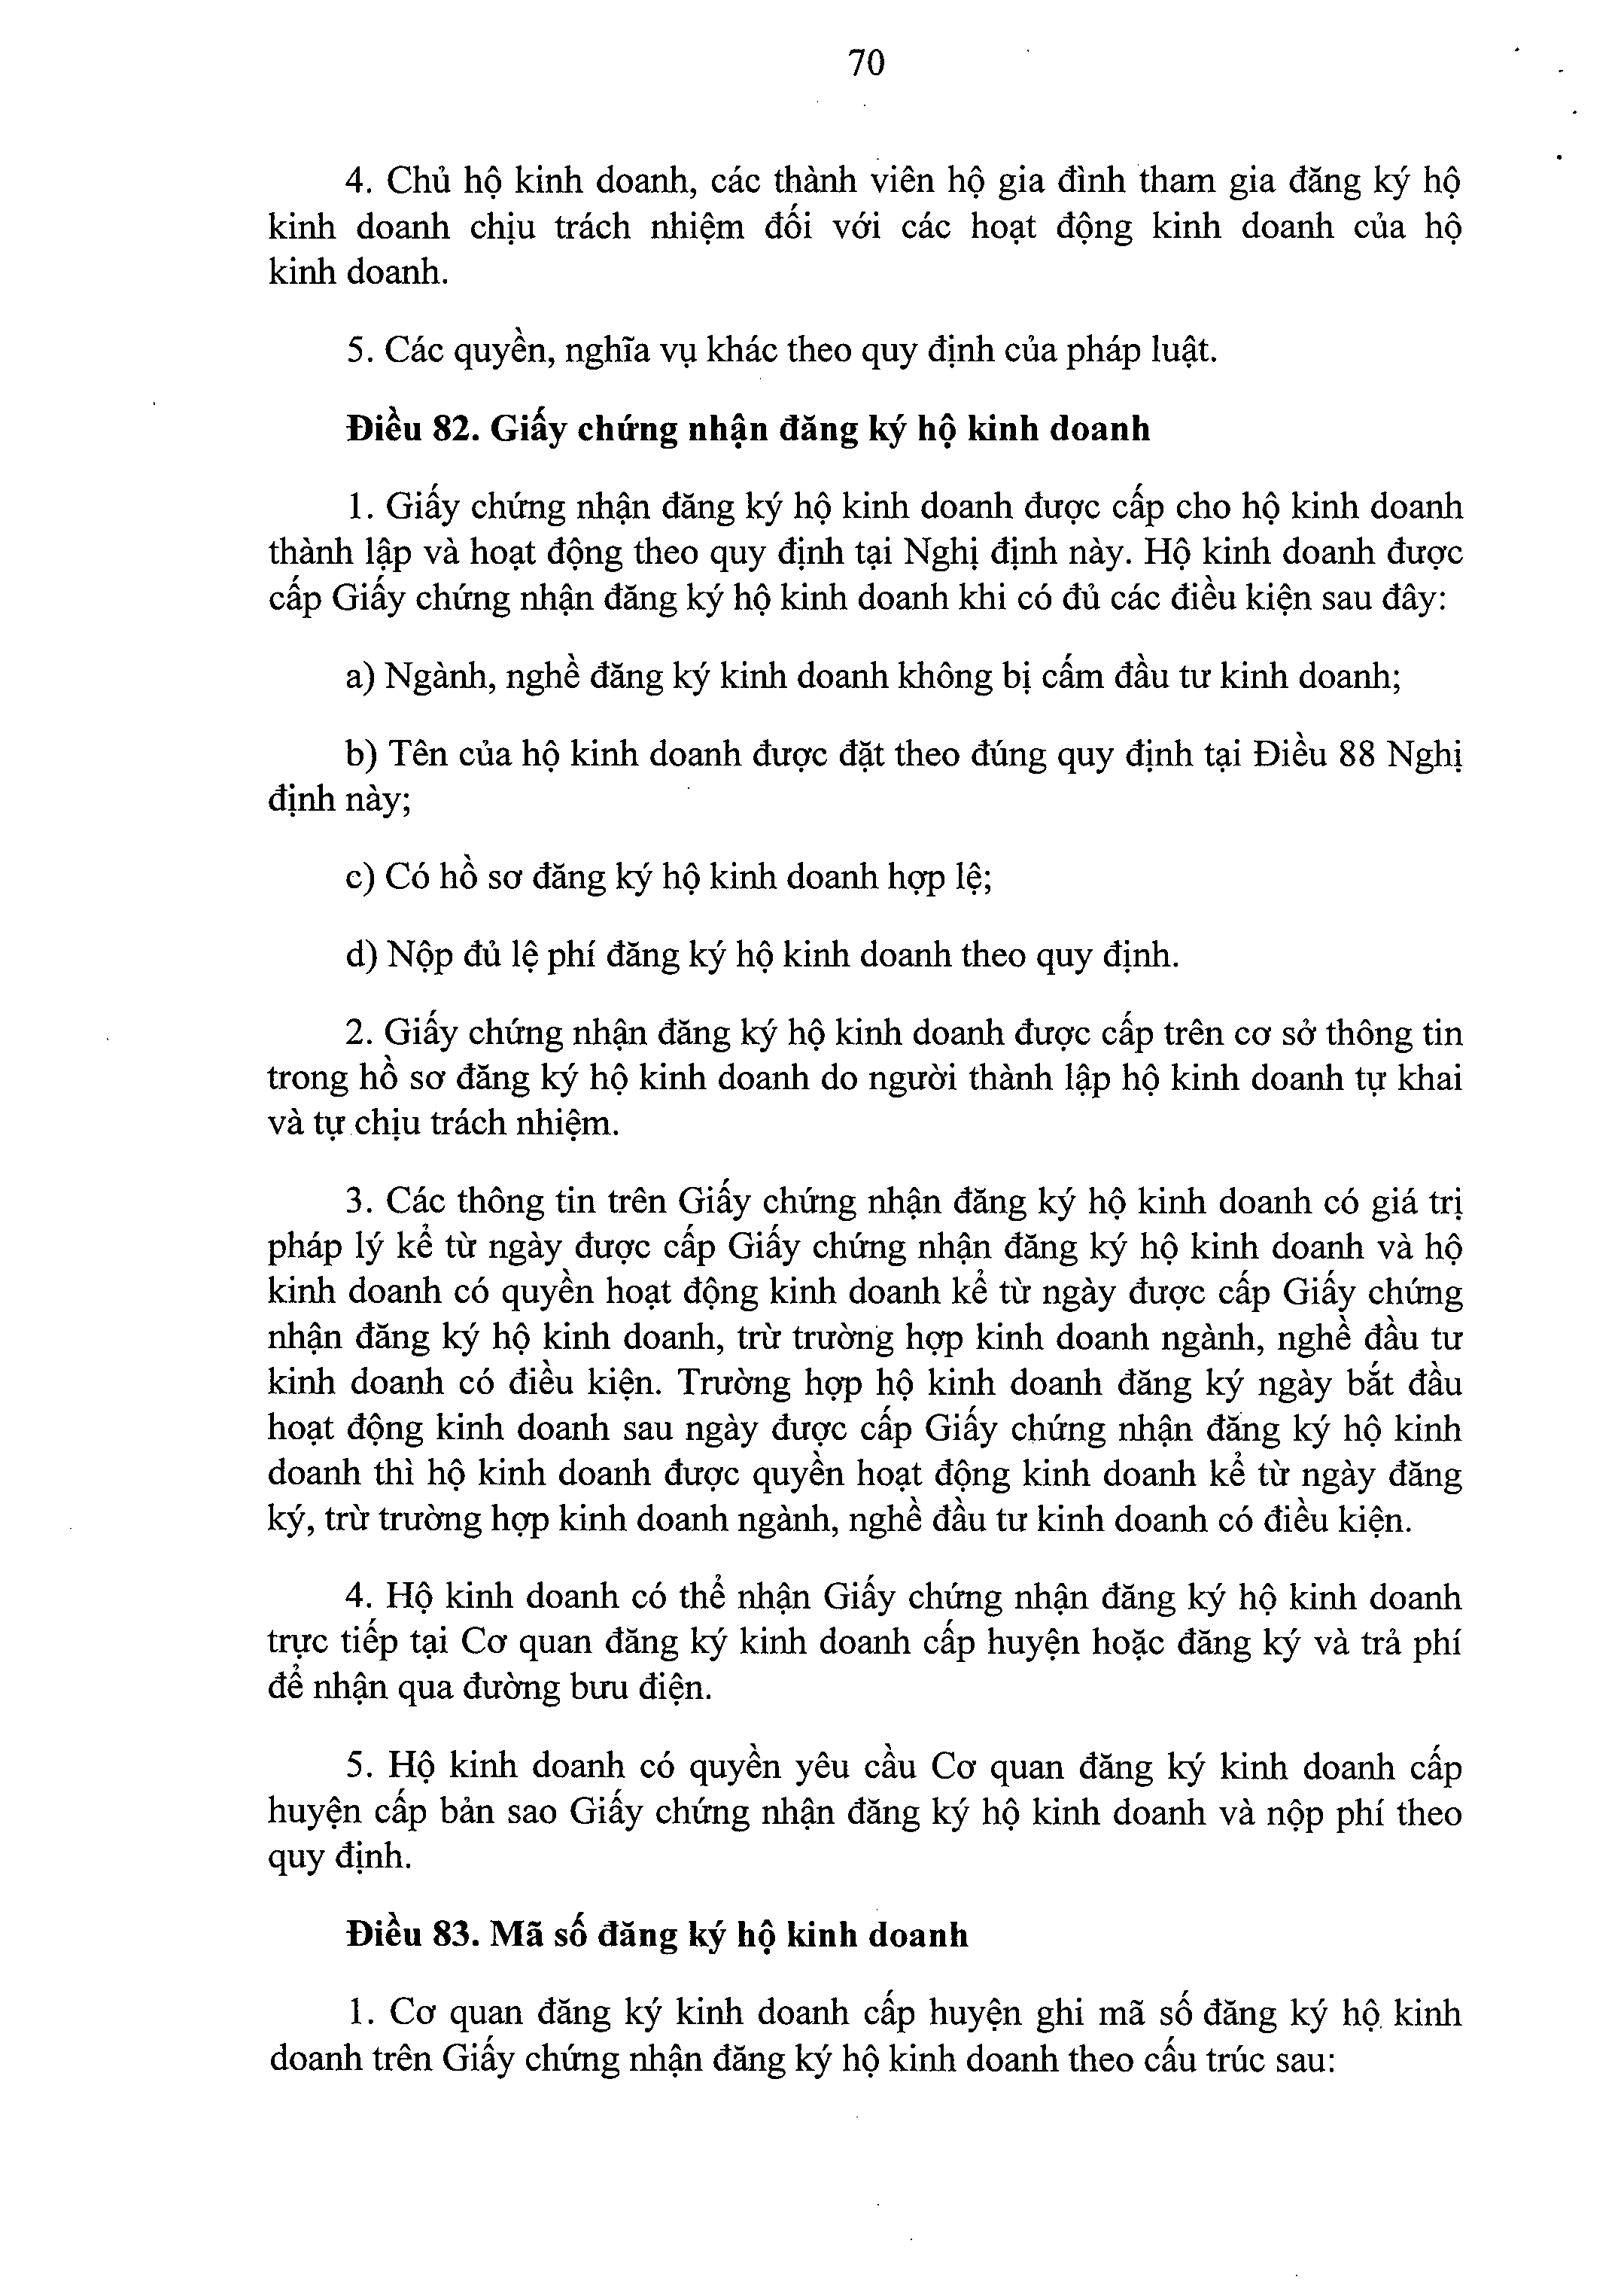 70
4. Chủ hộ kinh doanh, các thành viên hộ gia đình tham gia đăng ký hộ
kinh doanh chịu trách nhiệm đối với các hoạt động kinh doanh của hộ
kinh doanh.
5. Các quyền, nghĩa vụ khác theo quy định của pháp luật.
Điều 82. Giấy chứng nhận đăng ký hộ kinh doanh
1. Giấy chứng nhận đăng ký hộ kinh doanh được cấp cho hộ kinh doanh
thành lập và hoạt động theo quy định tại Nghị định này. Hộ kinh doanh được
cấp Giấy chứng nhận đăng ký hộ kinh doanh khi có đủ các điều kiện sau đây:
a) Ngành, nghề đăng ký kinh doanh không bị cấm đầu tư kinh doanh;
b) Tên của hộ kinh doanh được đặt theo đúng quy định tại Điều 88 Nghị
định này;
c) Có hồ sơ đăng ký hộ kinh doanh hợp lệ;
d) Nộp đủ lệ phí đăng ký hộ kinh doanh theo quy định.
2. Giấy chứng nhận đăng ký hộ kinh doanh được cấp trên cơ sở thông tin
trong hồ sơ đăng ký hộ kinh doanh do người thành lập hộ kinh doanh tự khai
và tự chịu trách nhiệm.
3. Các thông tin trên Giấy chứng nhận đăng ký hộ kinh doanh có giá trị
pháp lý kể từ ngày được cấp Giấy chứng nhận đăng ký hộ kinh doanh và hộ
kinh doanh có quyền hoạt động kinh doanh kể từ ngày được cấp Giấy chứng
nhận đăng ký hộ kinh doanh, trừ trường hợp kinh doanh ngành, nghề đầu tư
kinh doanh có điều kiện. Trường hợp hộ kinh doanh đăng ký ngày bắt đầu
hoạt động kinh doanh sau ngày được cấp Giấy chứng nhận đăng ký hộ kinh
doanh thì hộ kinh doanh được quyền hoạt động kinh doanh kể từ ngày đăng
ký, trừ trường hợp kinh doanh ngành, nghề đầu tư kinh doanh có điều kiện.
4. Hộ kinh doanh có thể nhận Giấy chứng nhận đăng ký hộ kinh doanh
trực tiếp tại Cơ quan đăng ký kinh doanh cấp huyện hoặc đăng ký và trả phí
để nhận qua đường bưu điện.
5. Hộ kinh doanh có quyền yêu cầu Cơ quan đăng ký kinh doanh cấp
huyện cấp bản sao Giấy chứng nhận đăng ký hộ kinh doanh và nộp phí theo
quy định.
Điều 83. Mã số đăng ký hộ kinh doanh
1. Cơ quan đăng ký kinh doanh cấp huyện ghi mã số đăng ký hộ kinh
doanh trên Giấy chứng nhận đăng ký hộ kinh doanh theo cấu trúc sau: